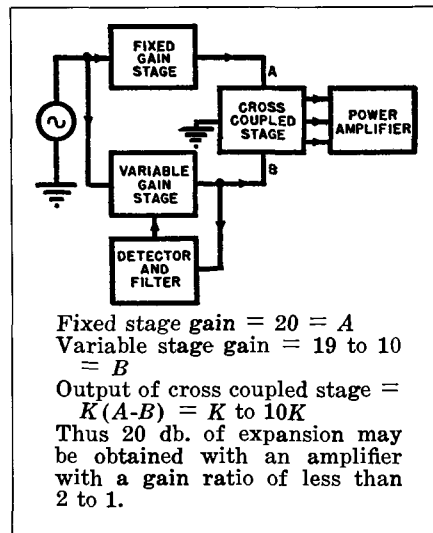 FIXED
GAIN
STAGE
A
CROSS
COUPLED
STAGE
POWER
AMPLIFIER
B
VARIABLE
GAIN
STAGE
DETECTOR
AND
FILTER
Fixed stage gain = 20 = A
Variable stage gain = 19 to 10
= B
Output of cross coupled stage =
K(A-B) = K to 10K
Thus 20 db. of expansion may
be obtained with an amplifier
with a gain ratio of less than
2 to 1.